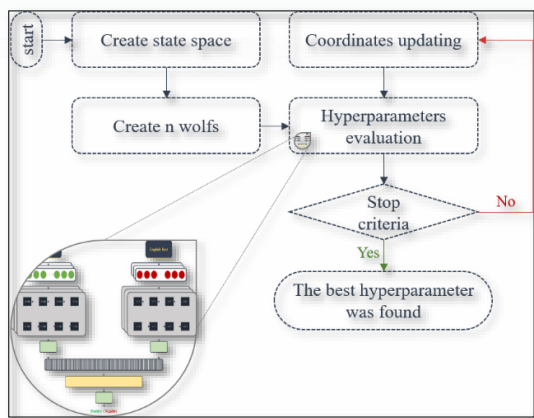 start
Create state space
Coordinates updating
Create n wolfs
Hyperparameters
evaluation
Stop
criteria
No
Yes
The best hyperparameter
was found